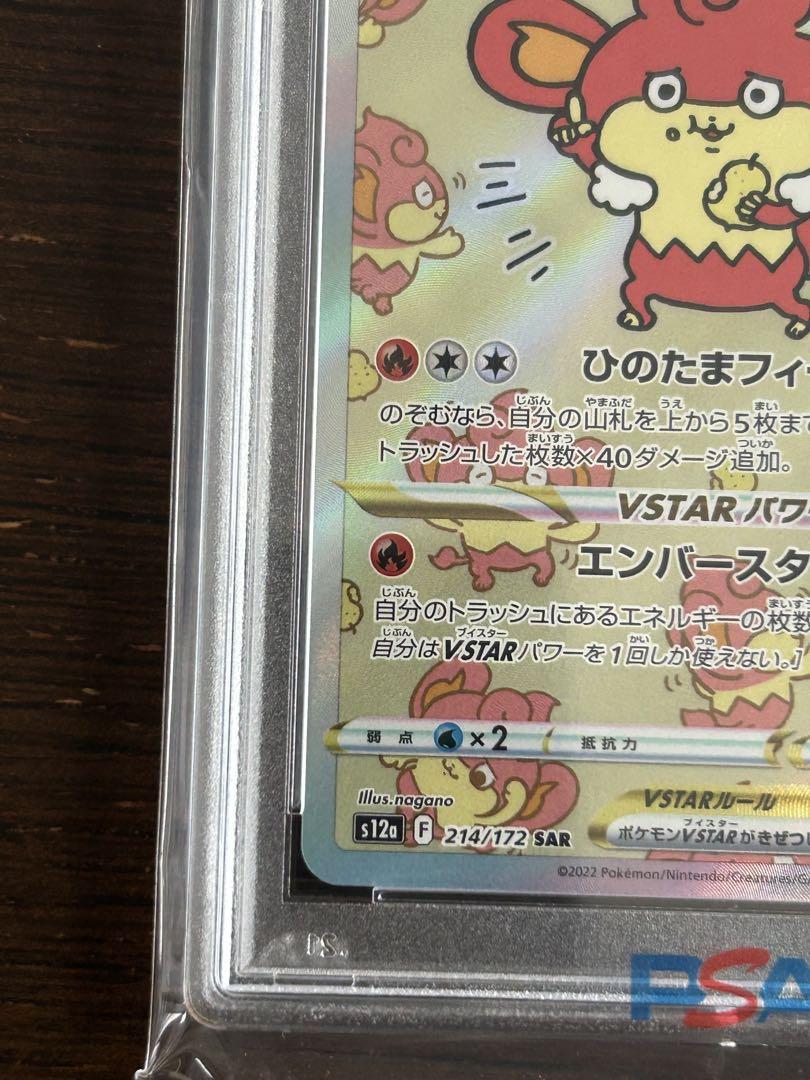 ミミ
ひのたまフィ
のぞむなら、自分の山札を上から5枚ま
トラッシュした枚数×40ダメージ追加。
VSTARパワ
エンバースタ
自分のトラッシュにあるエネルギーの枚数
自分はVSTARパワーを1回しか使えない。]
弱点 ×2 抵抗力
Illus.nagano
VSTARルール
s12a F 214/172 SAR
ポケモンVSTARがきぜつ
©2022 Pokémon/Nintendo/Creatures/G
PSA